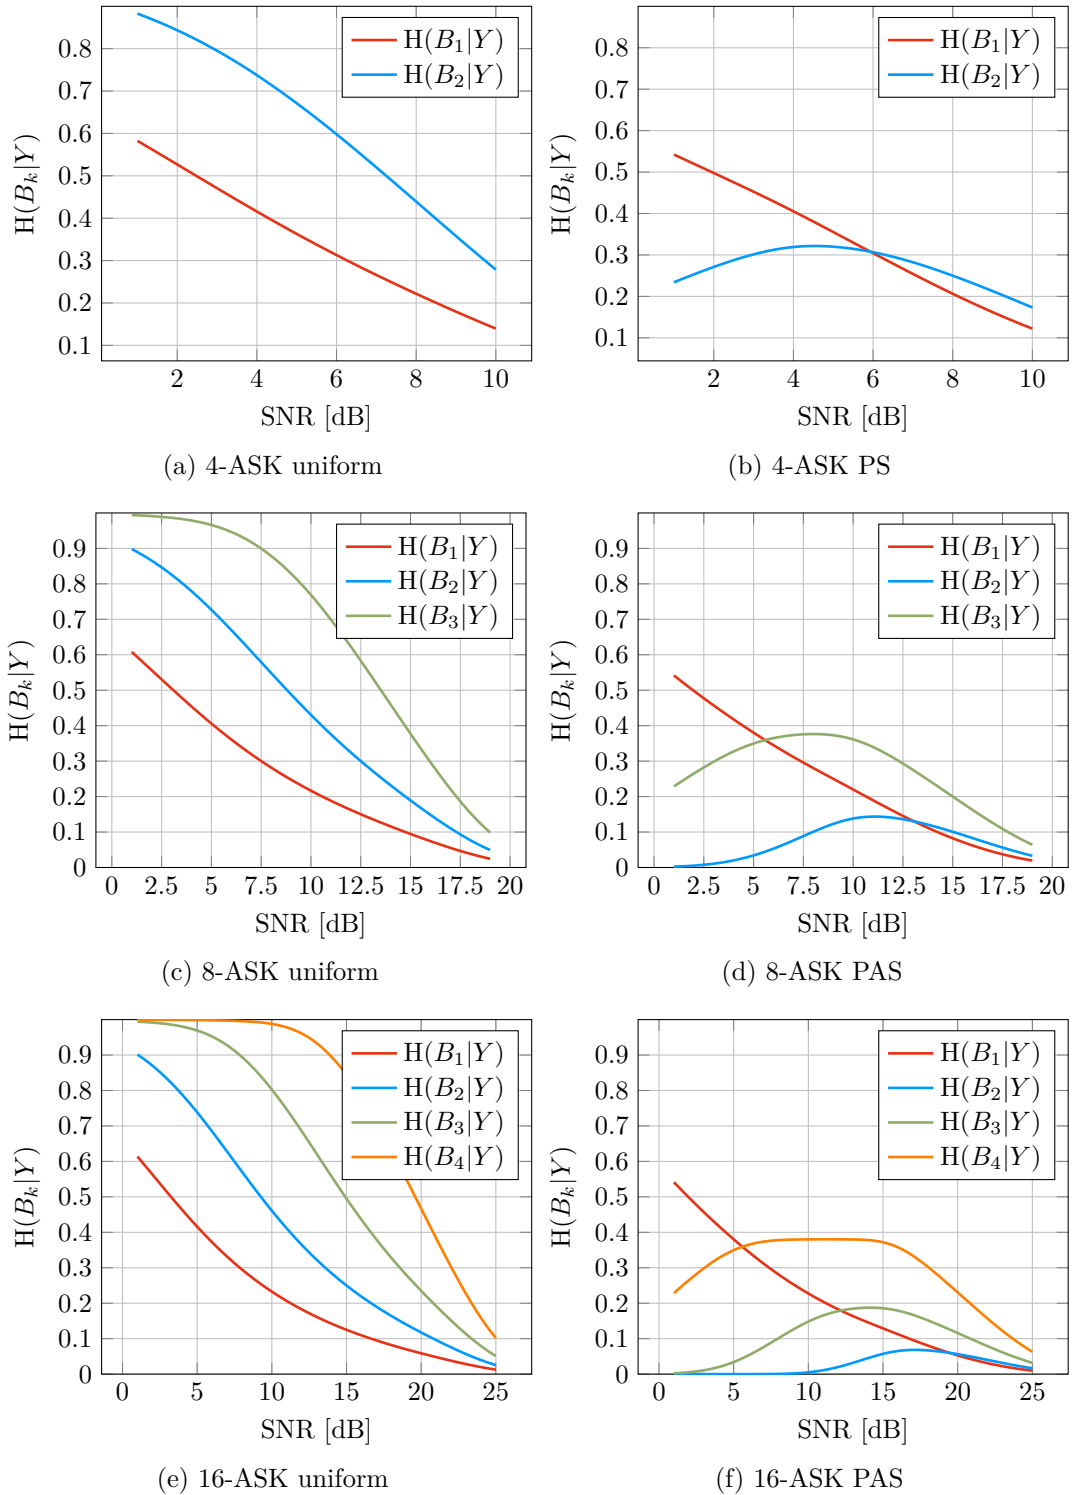 0.8
0.7
0.6
0.5
0.4
0.3
0.2
0.1
H(B_k|Y)
H(B_1|Y)
H(B_2|Y)
2 4 6 8 10
SNR [dB]
(a) 4-ASK uniform
0.8
0.7
0.6
0.5
0.4
0.3
0.2
0.1
H(B_k|Y)
H(B_1|Y)
H(B_2|Y)
2 4 6 8 10
SNR [dB]
(b) 4-ASK PS
0.9
0.8
0.7
0.6
0.5
0.4
0.3
0.2
0.1
0
H(B_k|Y)
H(B_1|Y)
H(B_2|Y)
H(B_3|Y)
0 2.5 5 7.5 10 12.5 15 17.5 20
SNR [dB]
(c) 8-ASK uniform
0.9
0.8
0.7
0.6
0.5
0.4
0.3
0.2
0.1
0
H(B_k|Y)
H(B_1|Y)
H(B_2|Y)
H(B_3|Y)
0 2.5 5 7.5 10 12.5 15 17.5 20
SNR [dB]
(d) 8-ASK PAS
0.9
0.8
0.7
0.6
0.5
0.4
0.3
0.2
0.1
0
H(B_k|Y)
H(B_1|Y)
H(B_2|Y)
H(B_3|Y)
H(B_4|Y)
0 5 10 15 20 25
SNR [dB]
(e) 16-ASK uniform
0.9
0.8
0.7
0.6
0.5
0.4
0.3
0.2
0.1
0
H(B_k|Y)
H(B_1|Y)
H(B_2|Y)
H(B_3|Y)
H(B_4|Y)
0 5 10 15 20 25
SNR [dB]
(f) 16-ASK PAS